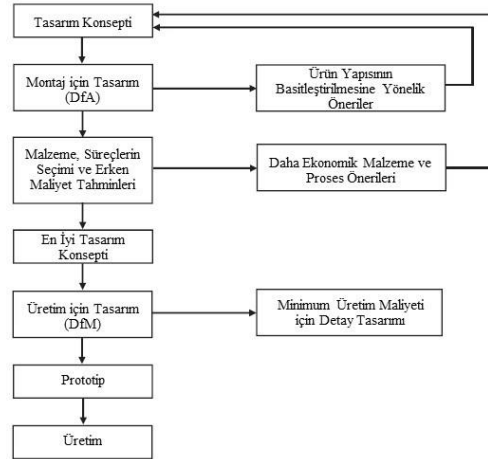 Tasarım Konsepti
Montaj için Tasarım
(DfA)
Ürün Yapısının
Basitleştirilmesine Yönelik
Öneriler
Malzeme, Süreçlerin
Seçimi ve Erken
Maliyet Tahminleri
Daha Ekonomik Malzeme ve
Proses Önerileri
En İyi Tasarım
Konsepti
Üretim için Tasarım
(DfM)
Minimum Üretim Maliyeti
için Detay Tasarımı
Prototip
Üretim